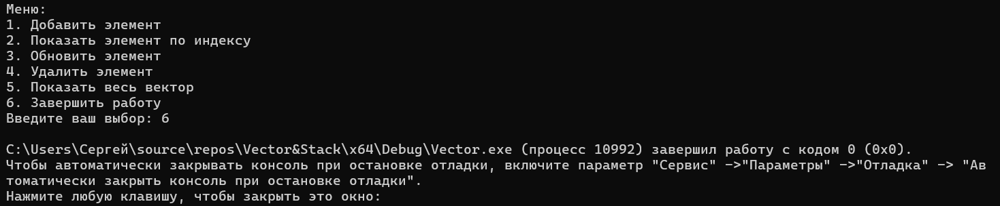 Меню:
1. Добавить элемент
2. Показать элемент по индексу
3. Обновить элемент
4. Удалить элемент
5. Показать весь вектор
6. Завершить работу
Введите ваш выбор: 6
C:\Users\Сергей\source\repos\Vector&Stack\x64\Debug\Vector.exe (процесс 10992) завершил работу с кодом 0 (0x0).
Чтобы автоматически закрывать консоль при остановке отладки, включите параметр "Сервис" ->"Параметры" ->"Отладка" -> "Ав
томатически закрыть консоль при остановке отладки".
Нажмите любую клавишу, чтобы закрыть это окно: